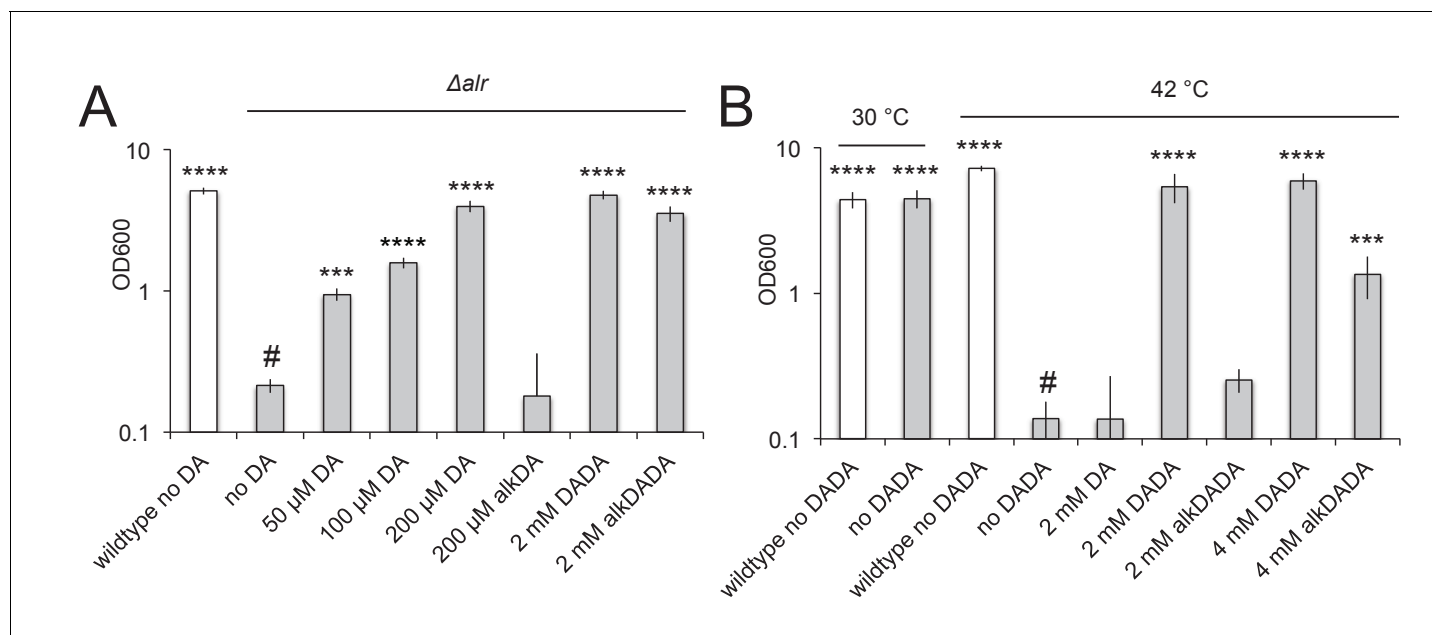 A
Δalr
10
1
0.1
OD600
****
#
***
****
****
****
****
wildtype no DA
no DA
50 µM DA
100 µM DA
200 µM DA
200 µM alkDA
2 mM DADA
2 mM alkDADA
B
30 °C
42 °C
10
1
0.1
OD600
****
****
****
#
****
****
***
wildtype no DADA
no DADA
wildtype no DADA
no DADA
2 mM DA
2 mM DADA
2 mM alkDADA
4 mM DADA
4 mM alkDADA